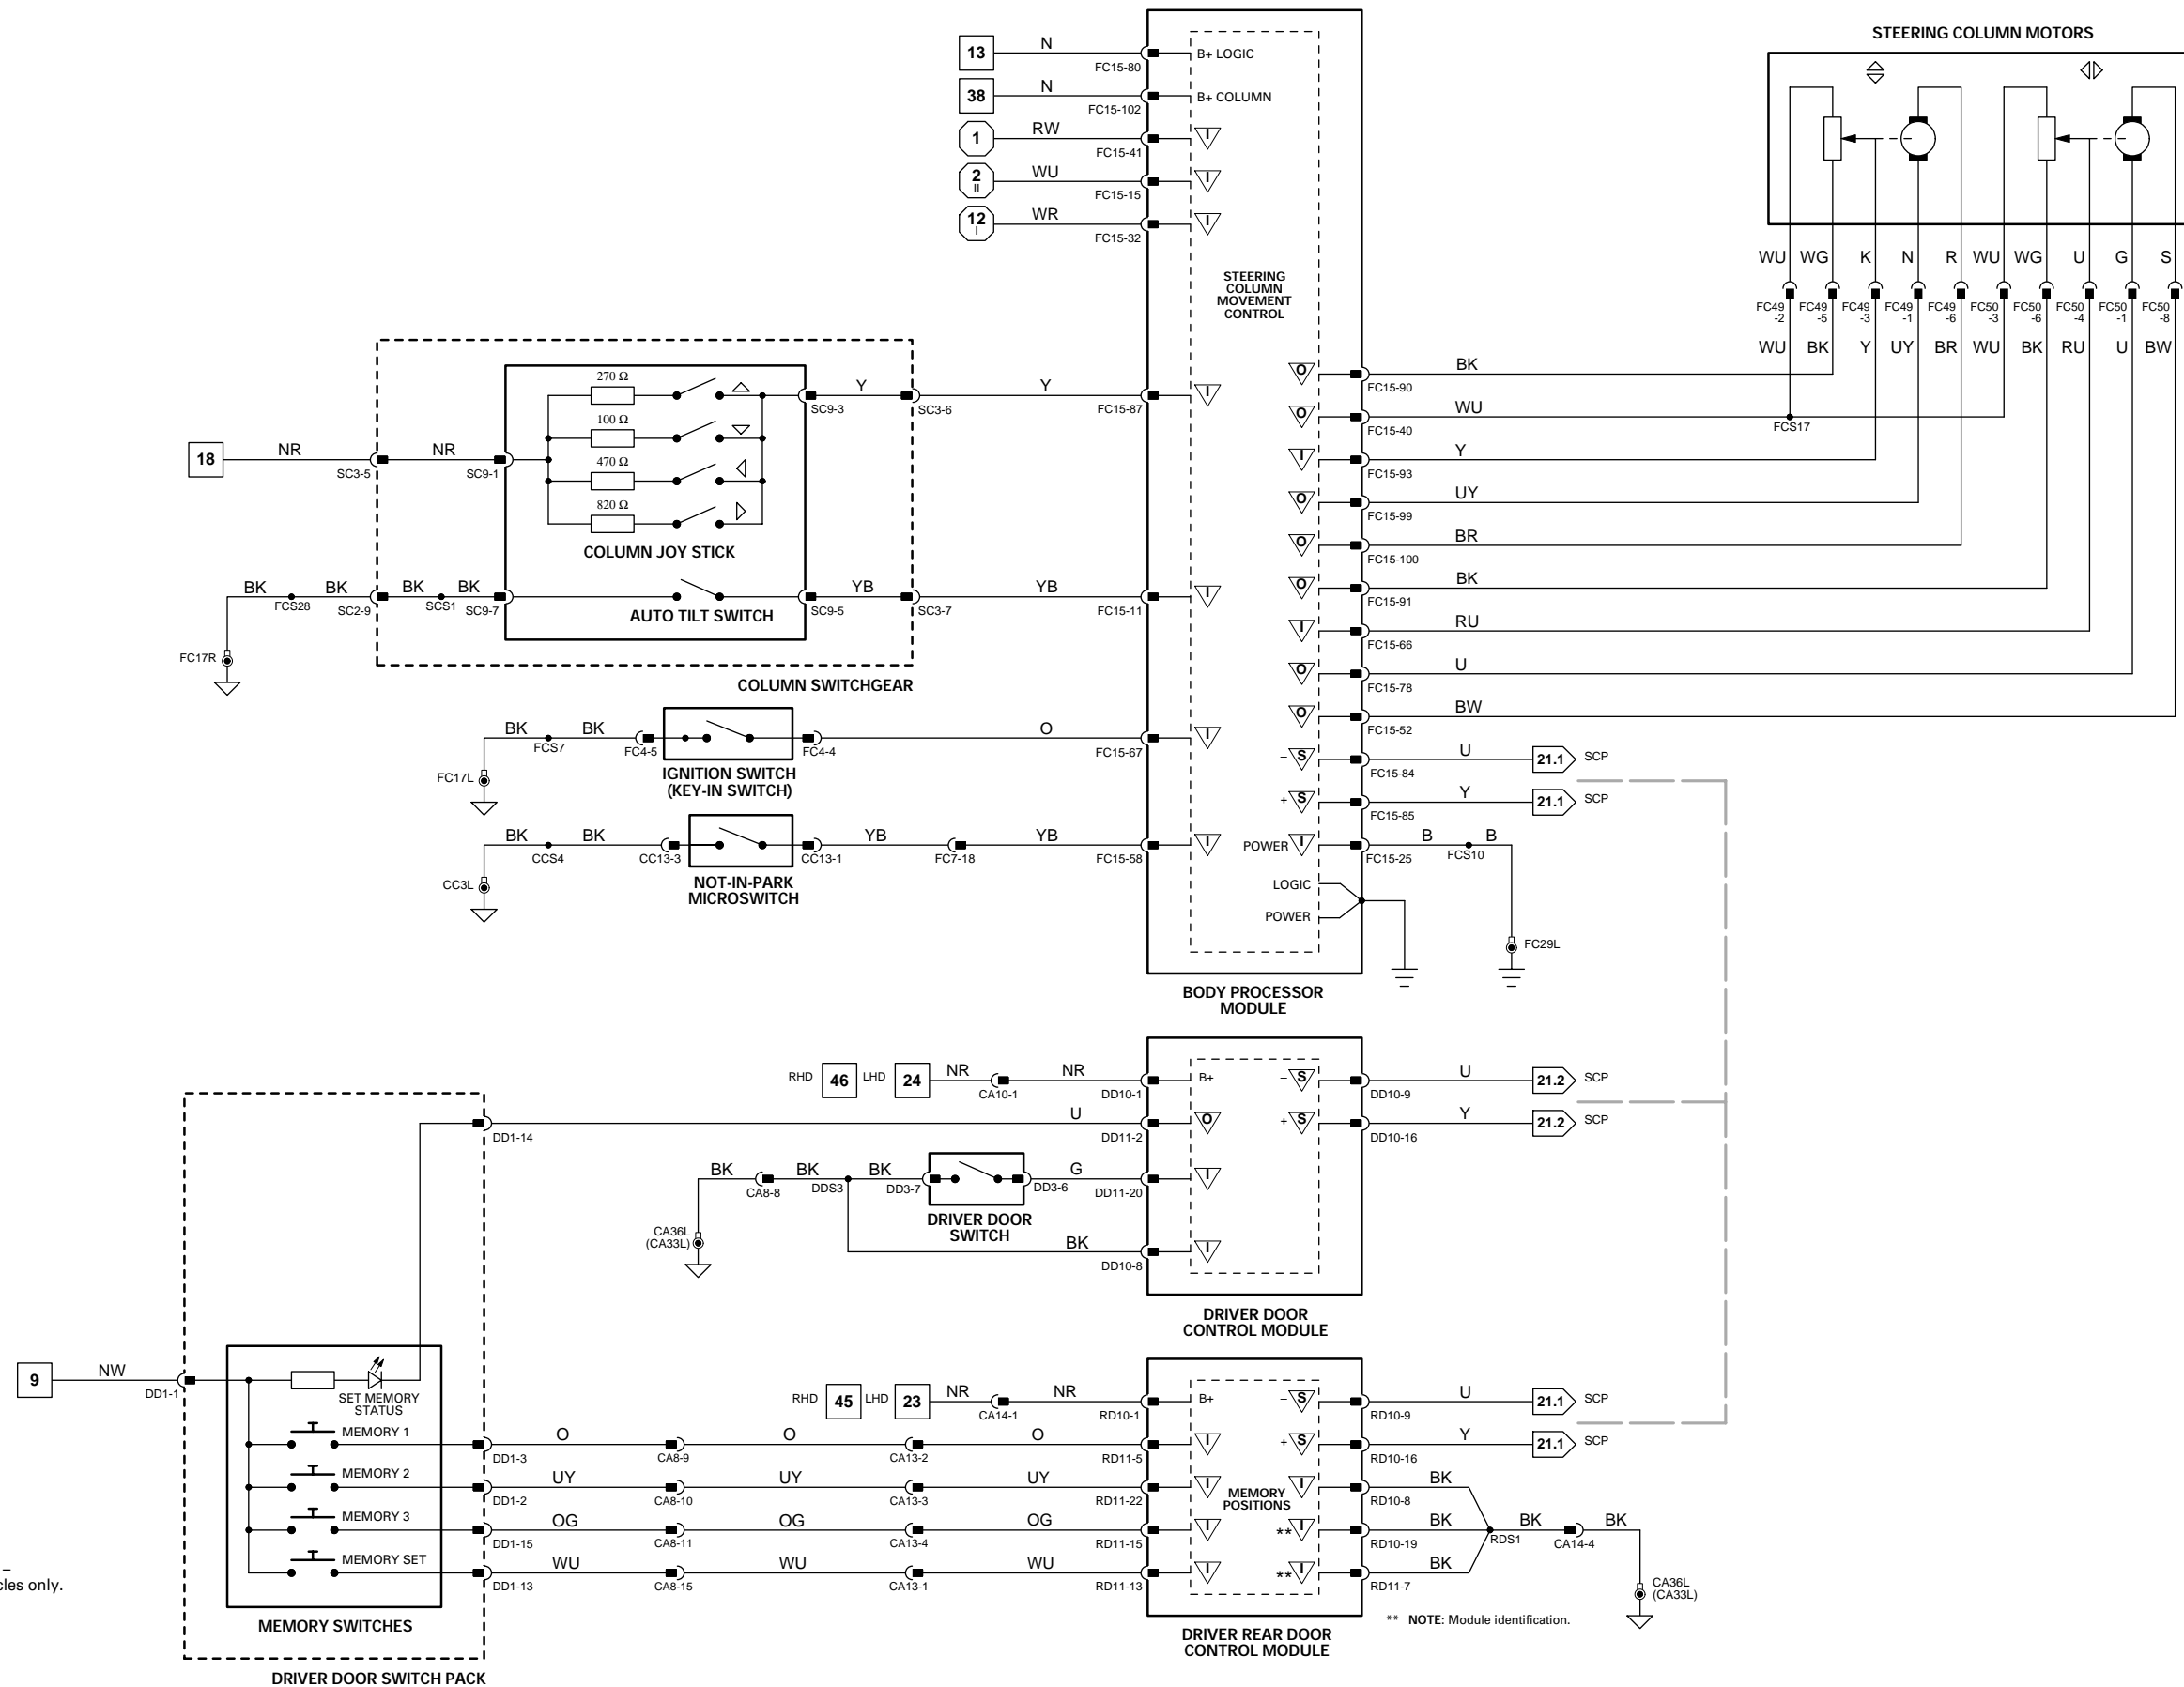 STEERING COLUMN MOTORS
13 N FC15-80 B+ LOGIC
38 N FC15-102 B+ COLUMN
1 RW FC15-41 I
2 II WU FC15-15 I
12 I WR FC15-32 I
STEERING
COLUMN
MOVEMENT
CONTROL
WU WG K N R WU WG U G S
FC49 -2 FC49 -5 FC49 -3 FC49 -1 FC49 -6 FC50 -3 FC50 -6 FC50 -4 FC50 -1 FC50 -8
WU BK Y UY BR WU BK RU U BW
O FC15-90 BK
O FC15-40 WU FCS17
I FC15-93 Y
O FC15-99 UY
O FC15-100 BR
O FC15-91 BK
I FC15-66 RU
O FC15-78 U
O FC15-52 BW
– S FC15-84 U 21.1 SCP
+ S FC15-85 Y 21.1 SCP
POWER I FC15-25 B FCS10 B
LOGIC
POWER
FC29L
18 NR SC3-5 NR SC9-1
270 Ω
100 Ω
470 Ω
820 Ω
SC9-3 Y SC3-6 Y FC15-87 I
COLUMN JOY STICK
BK FCS28 BK SC2-9 BK SCS1 BK SC9-7
AUTO TILT SWITCH
SC9-5 YB SC3-7 YB FC15-11 I
FC17R
COLUMN SWITCHGEAR
BK FCS7 BK FC4-5 FC4-4 O FC15-67 I
FC17L
IGNITION SWITCH
(KEY-IN SWITCH)
BK CCS4 BK CC13-3 CC13-1 YB FC7-18 YB FC15-58 I
CC3L
NOT-IN-PARK
MICROSWITCH
BODY PROCESSOR
MODULE
RHD 46 LHD 24 NR CA10-1 NR DD10-1 B+ – S DD10-9 U 21.2 SCP
DD1-14 U DD11-2 O + S DD10-16 Y 21.2 SCP
BK CA8-8 BK DDS3 BK DD3-7 DD3-6 G DD11-20 I
DRIVER DOOR
SWITCH
CA36L
(CA33L)
BK DD10-8 I
DRIVER DOOR
CONTROL MODULE
9 NW DD1-1
SET MEMORY
STATUS
RHD 45 LHD 23 NR CA14-1 NR RD10-1 B+ – S RD10-9 U 21.1 SCP
MEMORY 1 DD1-3 O CA8-9 O CA13-2 O RD11-5 I + S RD10-16 Y 21.1 SCP
MEMORY 2 DD1-2 UY CA8-10 UY CA13-3 UY RD11-22 I I RD10-8 BK
MEMORY
POSITIONS
MEMORY 3 DD1-15 OG CA8-11 OG CA13-4 OG RD11-15 I ** I RD10-19 BK RDS1 BK CA14-4 BK
MEMORY SET DD1-13 WU CA8-15 WU CA13-1 WU RD11-13 I ** I RD11-7 BK
CA36L
(CA33L)
–
cles only.
MEMORY SWITCHES
** NOTE: Module identification.
DRIVER REAR DOOR
CONTROL MODULE
DRIVER DOOR SWITCH PACK